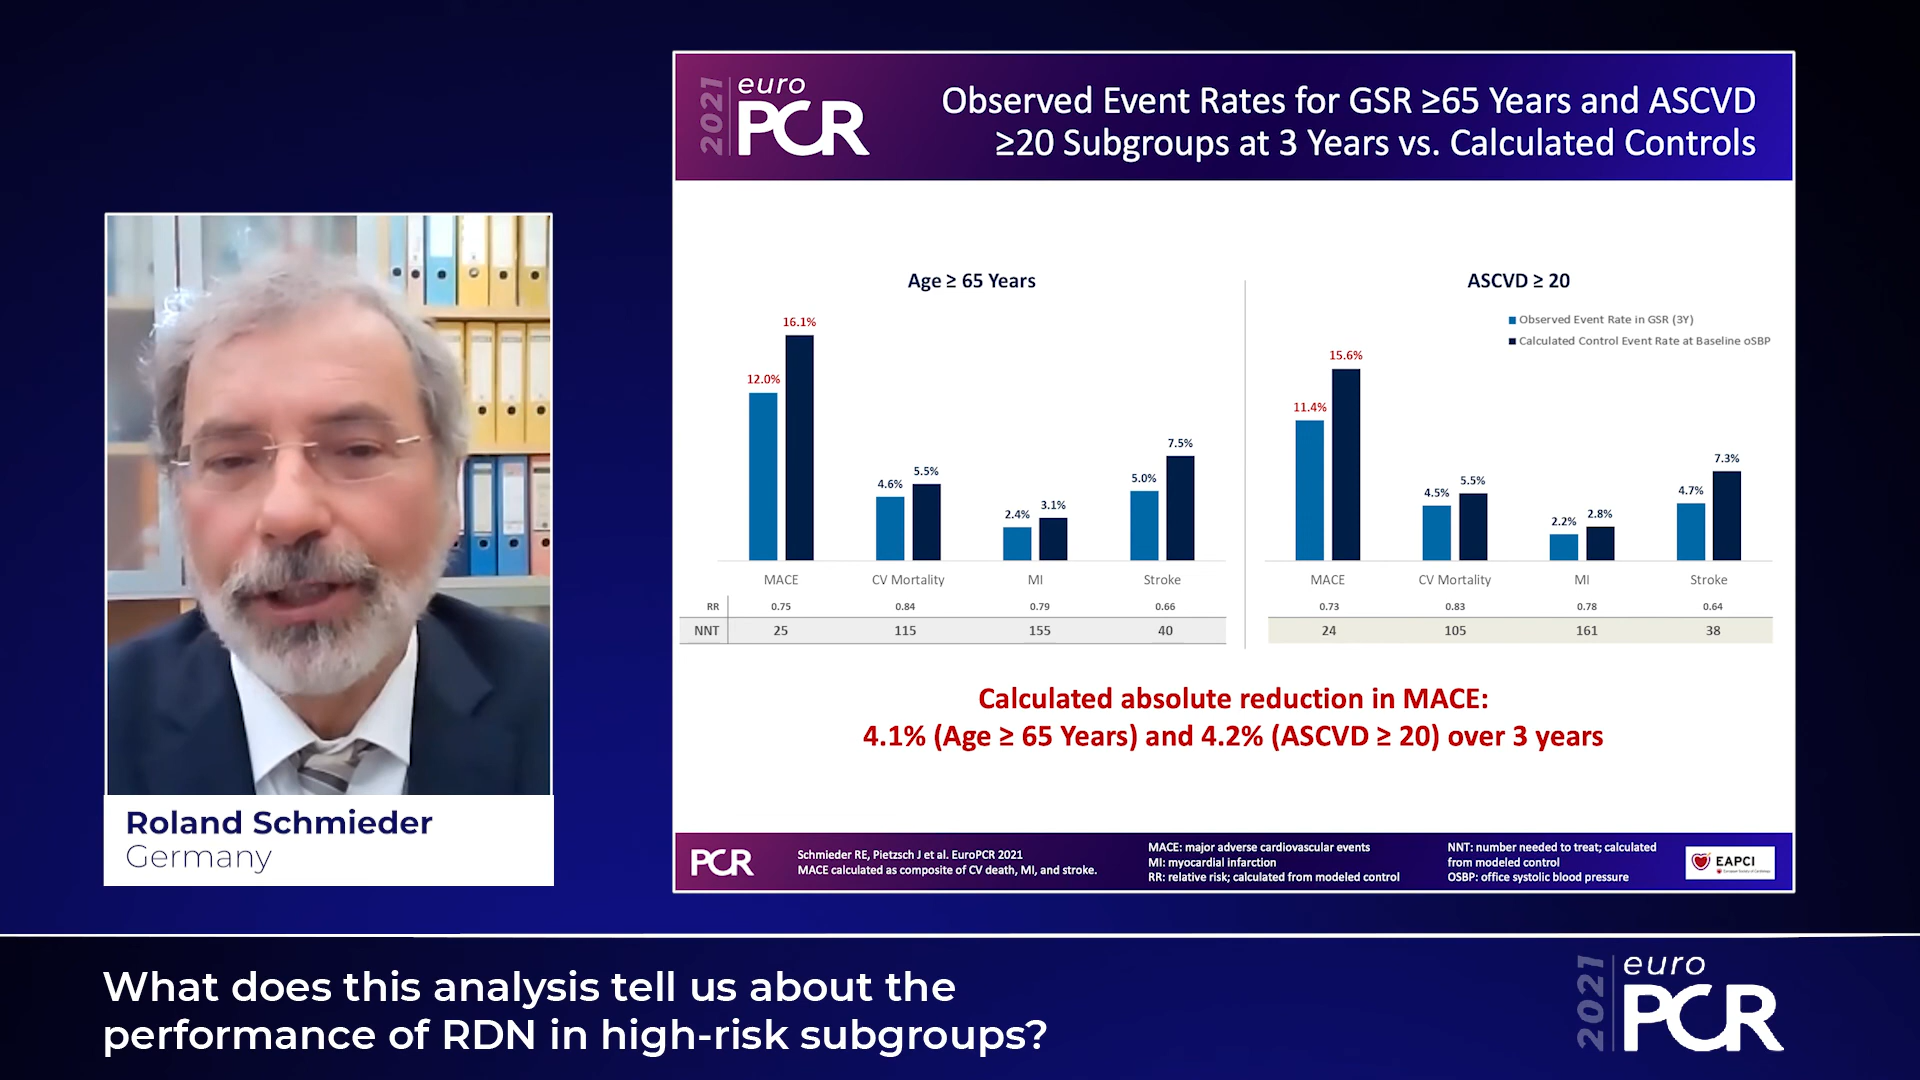 2021 euro
PCR
Observed Event Rates for GSR ≥65 Years and ASCVD
≥20 Subgroups at 3 Years vs. Calculated Controls
Age ≥ 65 Years
16.1%
12.0%
5.5%
4.6%
3.1%
2.4%
7.5%
5.0%
MACE CV Mortality MI Stroke
RR 0.75 0.84 0.79 0.66
NNT 25 115 155 40
ASCVD ≥ 20
Observed Event Rate in GSR (3Y)
Calculated Control Event Rate at Baseline oSBP
15.6%
11.4%
5.5%
4.5%
2.8%
2.2%
7.3%
4.7%
MACE CV Mortality MI Stroke
0.73 0.83 0.78 0.64
24 105 161 38
Calculated absolute reduction in MACE:
4.1% (Age ≥ 65 Years) and 4.2% (ASCVD ≥ 20) over 3 years
PCR
Schmieder RE, Pietzsch J et al. EuroPCR 2021
MACE calculated as composite of CV death, MI, and stroke.
MACE: major adverse cardiovascular events
MI: myocardial infarction
RR: relative risk; calculated from modeled control
NNT: number needed to treat; calculated
from modeled control
OSBP: office systolic blood pressure
EAPCI
Roland Schmieder
Germany
What does this analysis tell us about the
performance of RDN in high-risk subgroups?
2021 euro
PCR